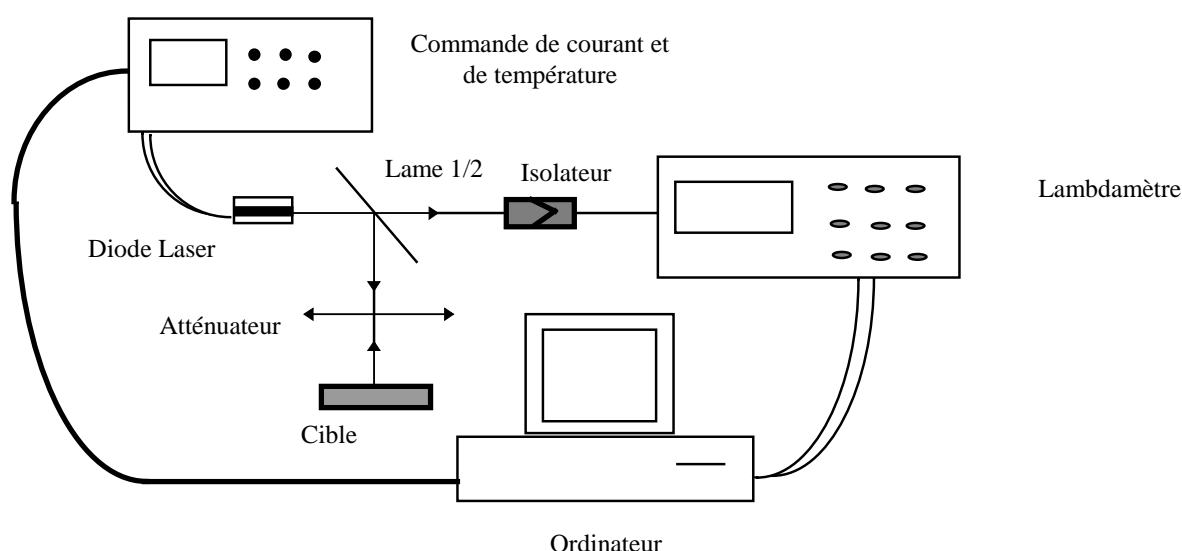 Commande de courant et
de température
Lame 1/2
Isolateur
Lambdamètre
Diode Laser
Atténuateur
Cible
Ordinateur